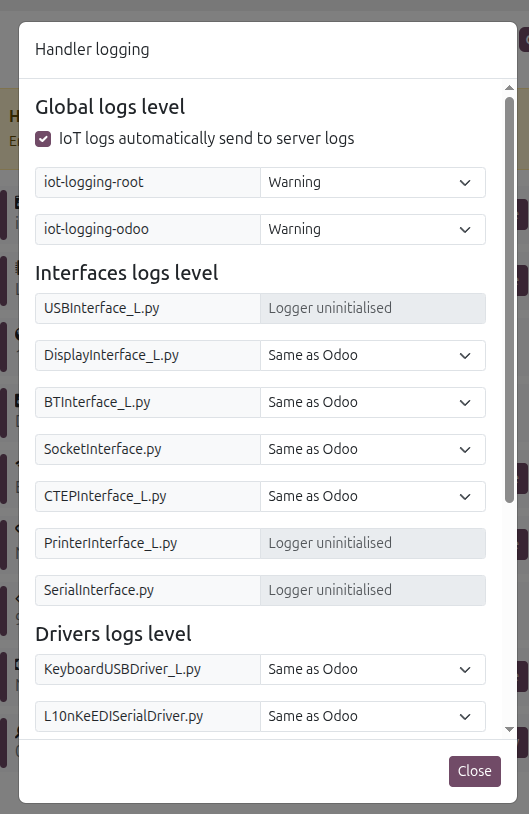 Handler logging
Global logs level
IoT logs automatically send to server logs
iot-logging-root Warning
iot-logging-odoo Warning
Interfaces logs level
USBInterface_L.py Logger uninitialised
DisplayInterface_L.py Same as Odoo
BTInterface_L.py Same as Odoo
SocketInterface.py Same as Odoo
CTEPInterface_L.py Same as Odoo
PrinterInterface_L.py Logger uninitialised
SerialInterface.py Logger uninitialised
Drivers logs level
KeyboardUSBDriver_L.py Same as Odoo
L10nKeEDISerialDriver.py Same as Odoo
Close